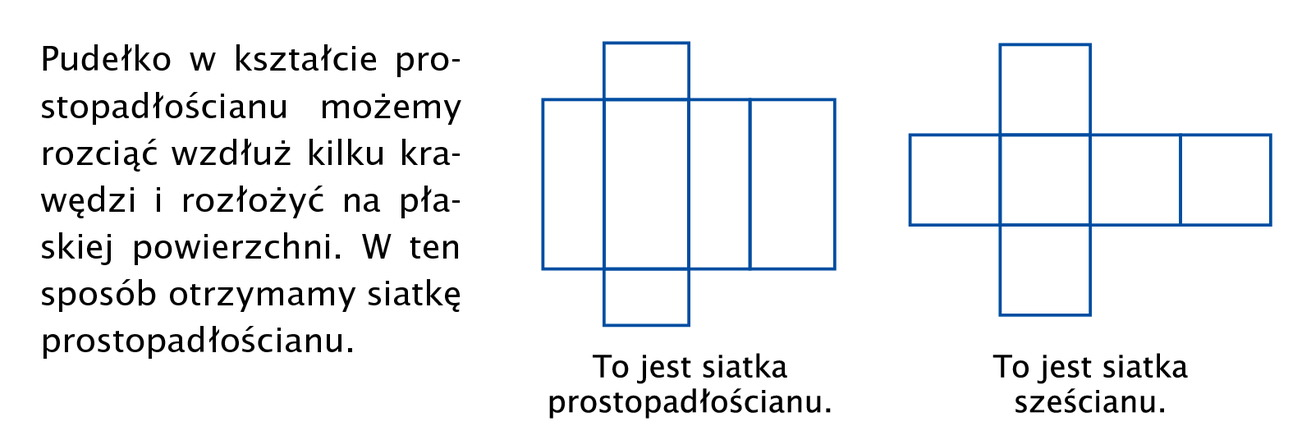 Pudełko w kształcie pro-
stopadłościanu możemy
rozciąć wzdłuż kilku kra-
wędzi i rozłożyć na pła-
skiej powierzchni. W ten
sposób otrzymamy siatkę
prostopadłościanu.
To jest siatka
prostopadłościanu.
To jest siatka
sześcianu.